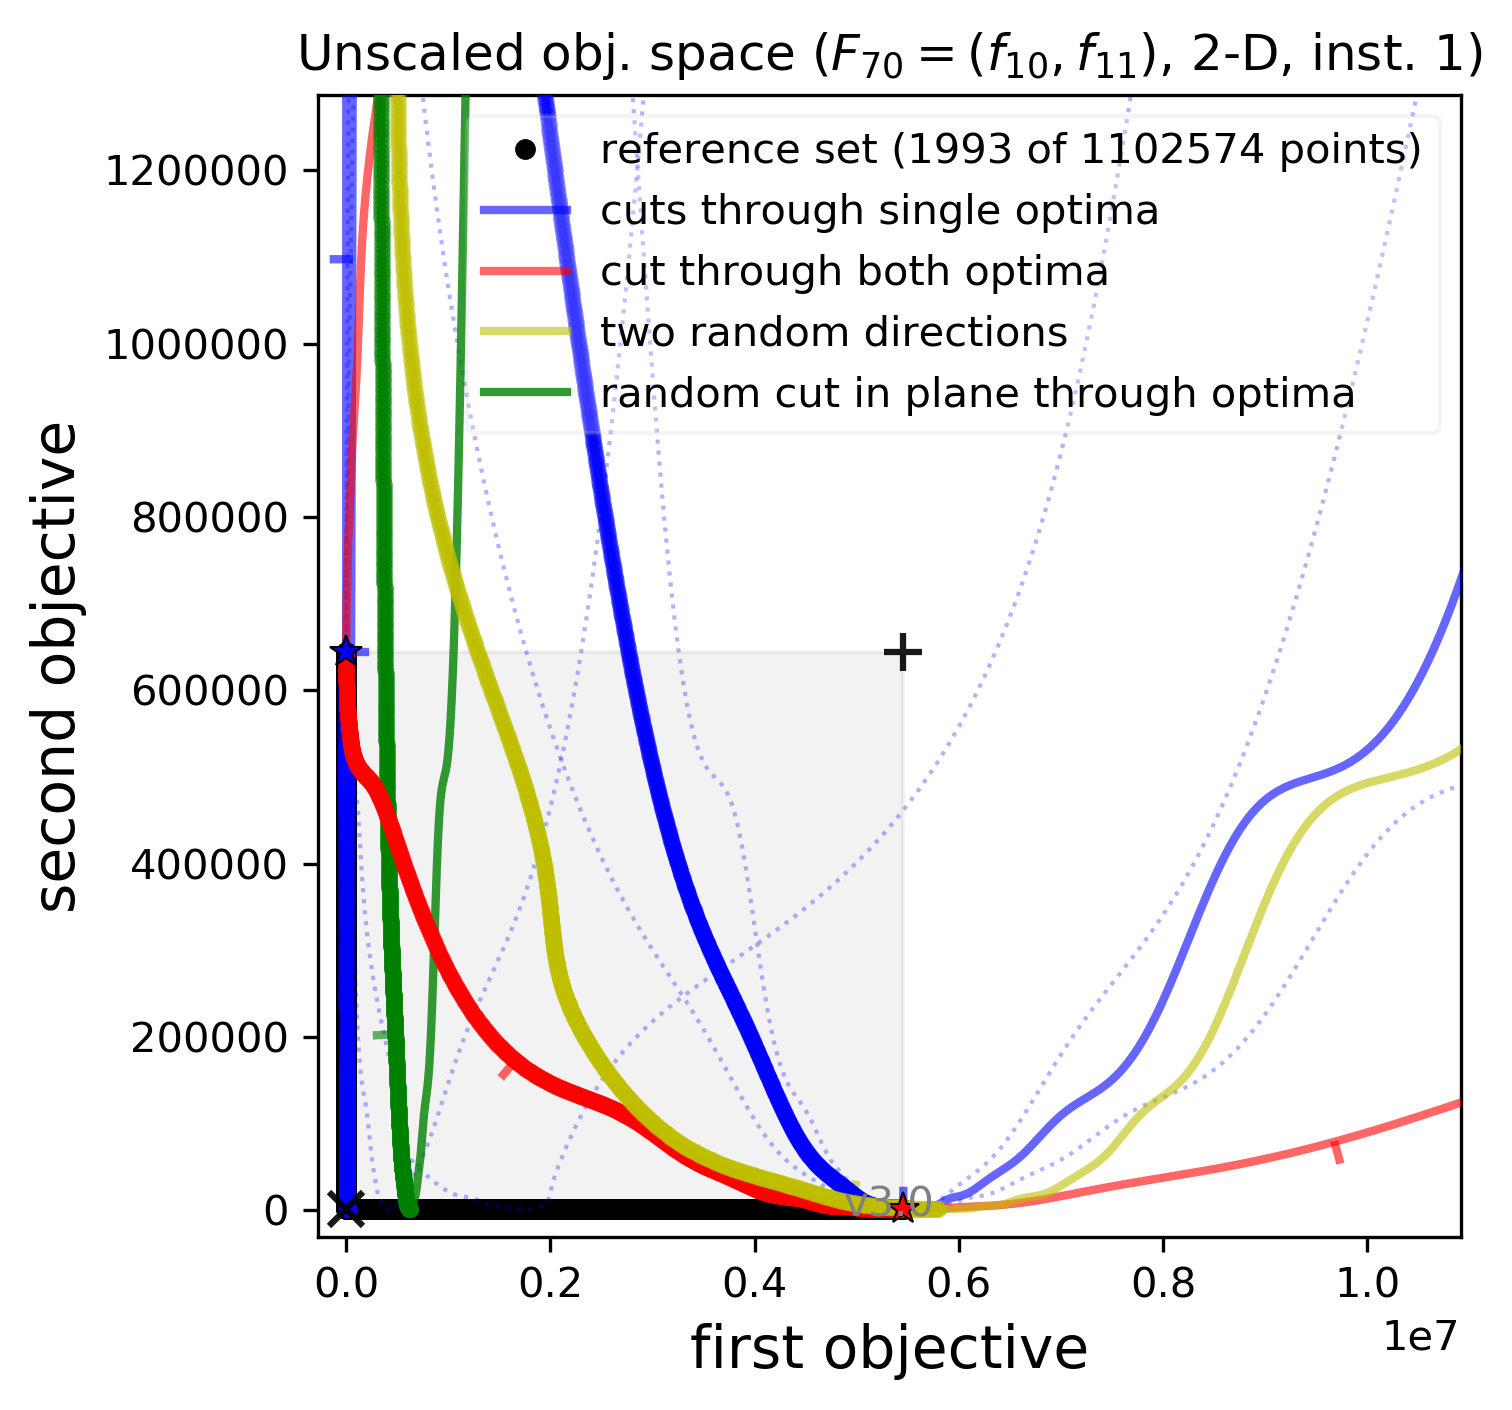 Unscaled obj. space (F₇₀ = (f₁₀, f₁₁), 2-D, inst. 1)
reference set (1993 of 1102574 points)
cuts through single optima
cut through both optima
two random directions
random cut in plane through optima
second objective
1200000
1000000
800000
600000
400000
200000
0
v3.0
0.0
0.2
0.4
0.6
0.8
1.0
1e7
first objective